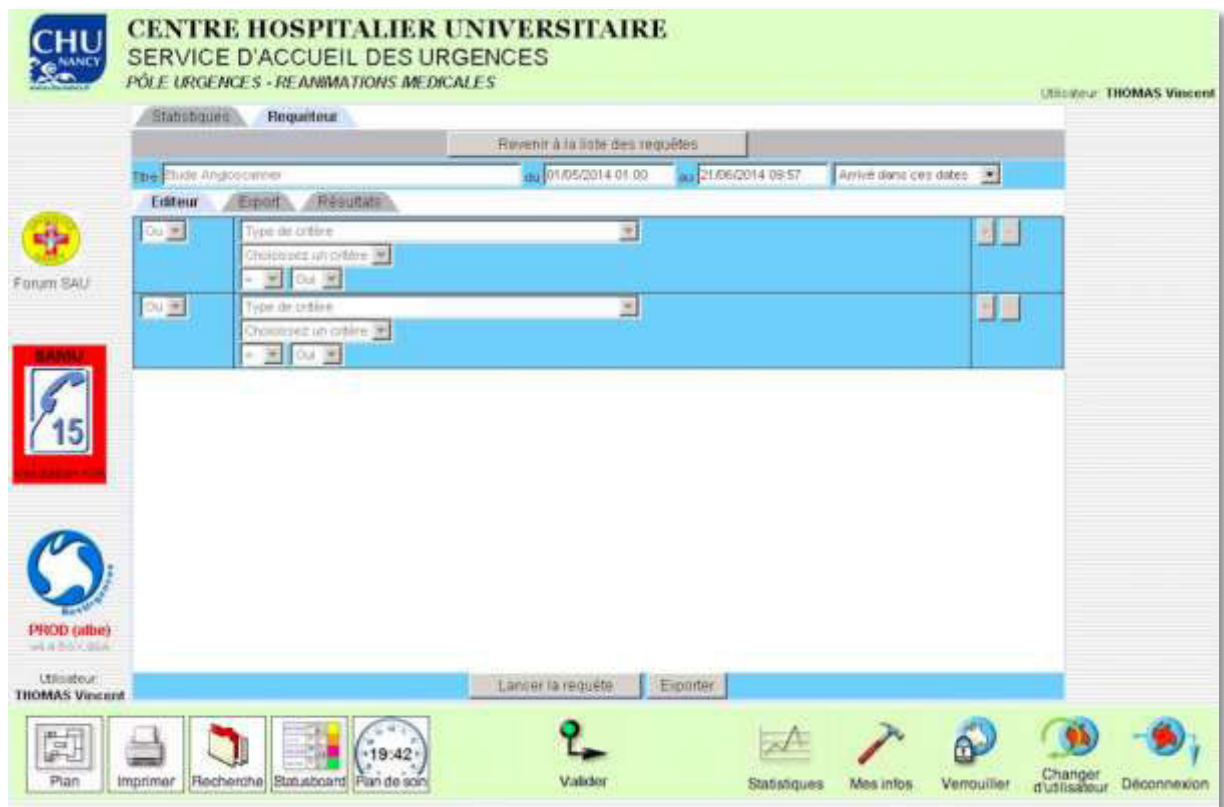 CHU
NANCY
CENTRE HOSPITALIER UNIVERSITAIRE
SERVICE D'ACCUEIL DES URGENCES
PÔLE URGENCES - REANIMATIONS MEDICALES
Utilisateur: THOMAS Vincent
Statistiques Requêteur
Revenir à la liste des requêtes
Titre Etude Angioscanner du 01/05/2014 01:00 au 21/06/2014 09:57 Arrivé dans ces dates
Editeur Export Résultats
Ou Type de critère
Choisissez un critère
= Oui
Ou Type de critère
Choisissez un critère
= Oui
Forum SAU
SAMU
15
ResUrgences
PROD (albe)
Utilisateur
THOMAS Vincent
Lancer la requête Exporter
19:42
Plan Imprimer Recherche Statusboard Plan de soin Valider Statistiques Mes infos Verrouiller Changer d'utilisateur Déconnexion